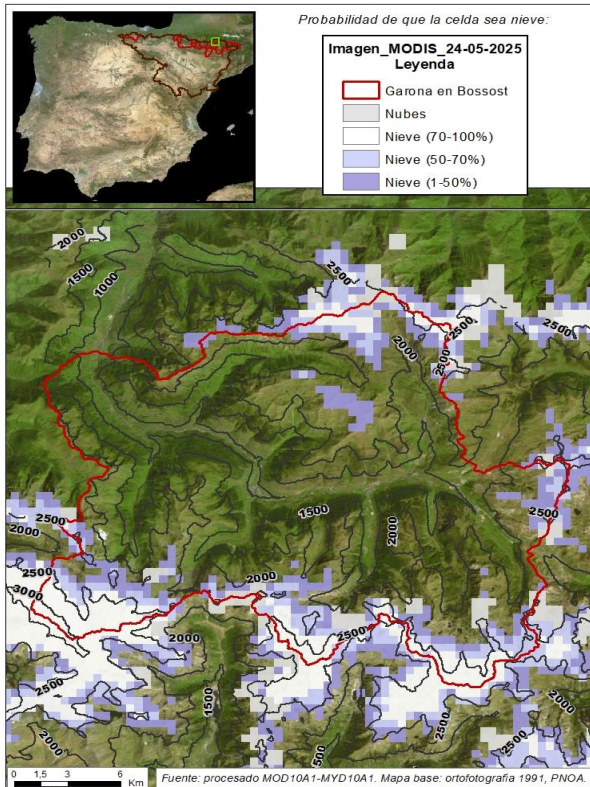 Probabilidad de que la celda sea nieve:
Imagen_MODIS_24-05-2025
Leyenda
Garona en Bossost
Nubes
Nieve (70-100%)
Nieve (50-70%)
Nieve (1-50%)
2000
1500
1000
2500
2500
2500
2000
2500
2500
2500
2000
1500
2000
2500
3000
2000
2000
2500
2500
1500
2500
2000
2000
2500
500
0 1,5 3 6
Km
Fuente: procesado MOD10A1-MYD10A1. Mapa base: ortofotografia 1991, PNOA.